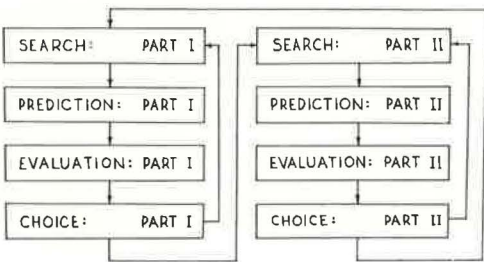 SEARCH: PART I
PREDICTION: PART I
EVALUATION: PART I
CHOICE: PART I
SEARCH: PART II
PREDICTION: PART II
EVALUATION: PART II
CHOICE: PART II